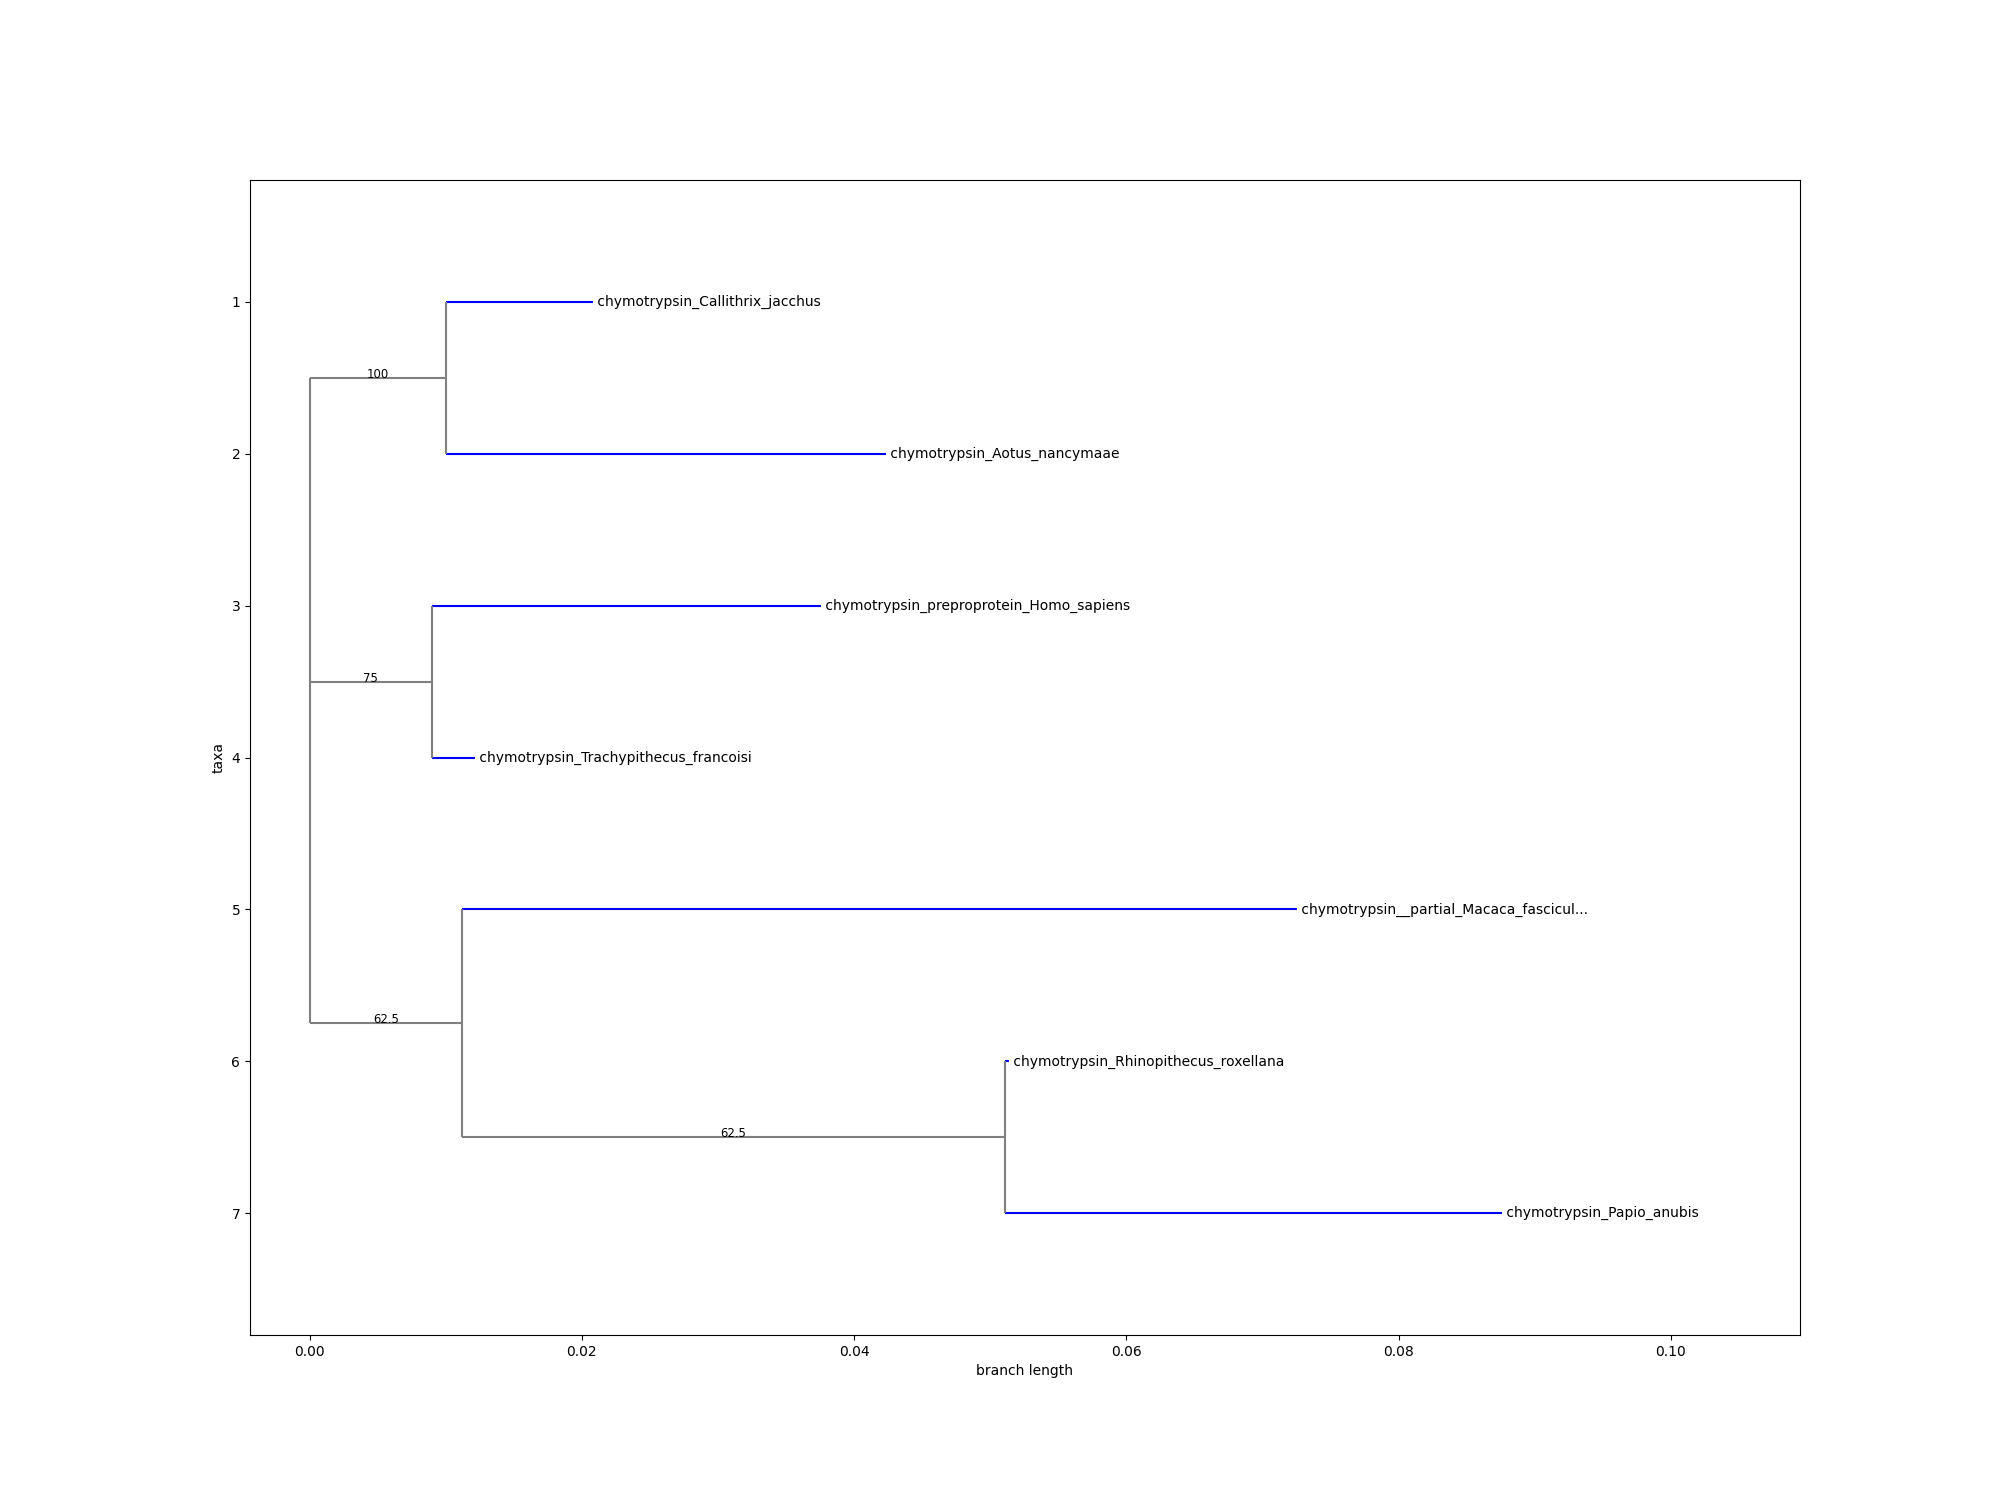 1
chymotrypsin_Callithrix_jacchus
100
2
chymotrypsin_Aotus_nancymaae
3
chymotrypsin_preproprotein_Homo_sapiens
75
taxa
4
chymotrypsin_Trachypithecus_francoisi
5
chymotrypsin__partial_Macaca_fascicul...
62.5
6
chymotrypsin_Rhinopithecus_roxellana
62.5
7
chymotrypsin_Papio_anubis
0.00 0.02 0.04 0.06 0.08 0.10
branch length